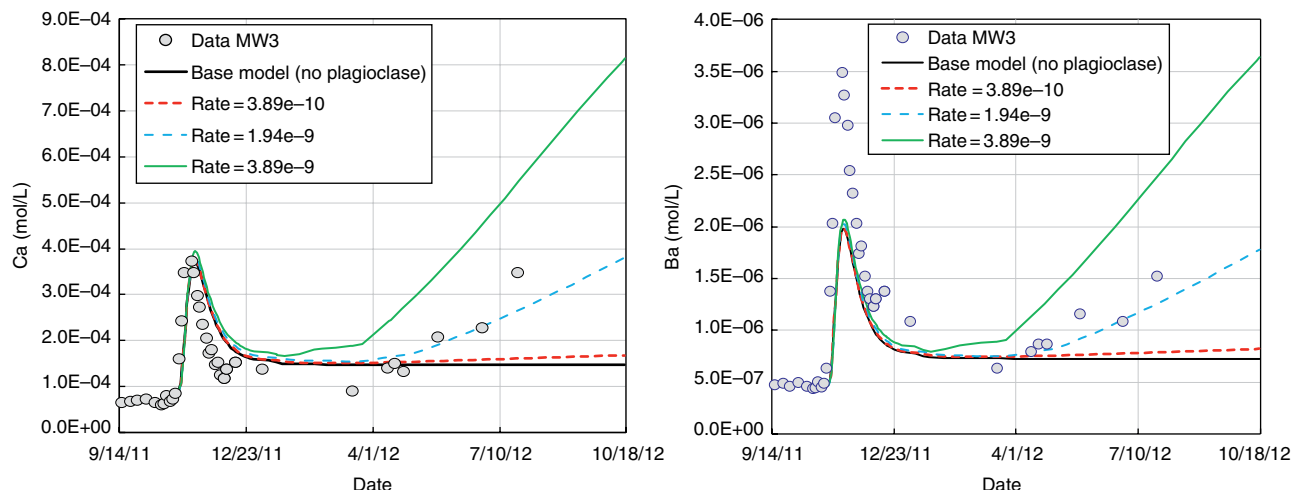 9.0E−04
8.0E−04
7.0E−04
6.0E−04
5.0E−04
4.0E−04
3.0E−04
2.0E−04
1.0E−04
0.0E+00
Ca (mol/L)
Data MW3
Base model (no plagioclase)
Rate = 3.89e−10
Rate = 1.94e−9
Rate = 3.89e−9
9/14/11
12/23/11
4/1/12
7/10/12
10/18/12
Date
4.0E−06
3.5E−06
3.0E−06
2.5E−06
2.0E−06
1.5E−06
1.0E−06
5.0E−07
0.0E+00
Ba (mol/L)
Data MW3
Base model (no plagioclase)
Rate = 3.89e−10
Rate = 1.94e−9
Rate = 3.89e−9
9/14/11
12/23/11
4/1/12
7/10/12
10/18/12
Date